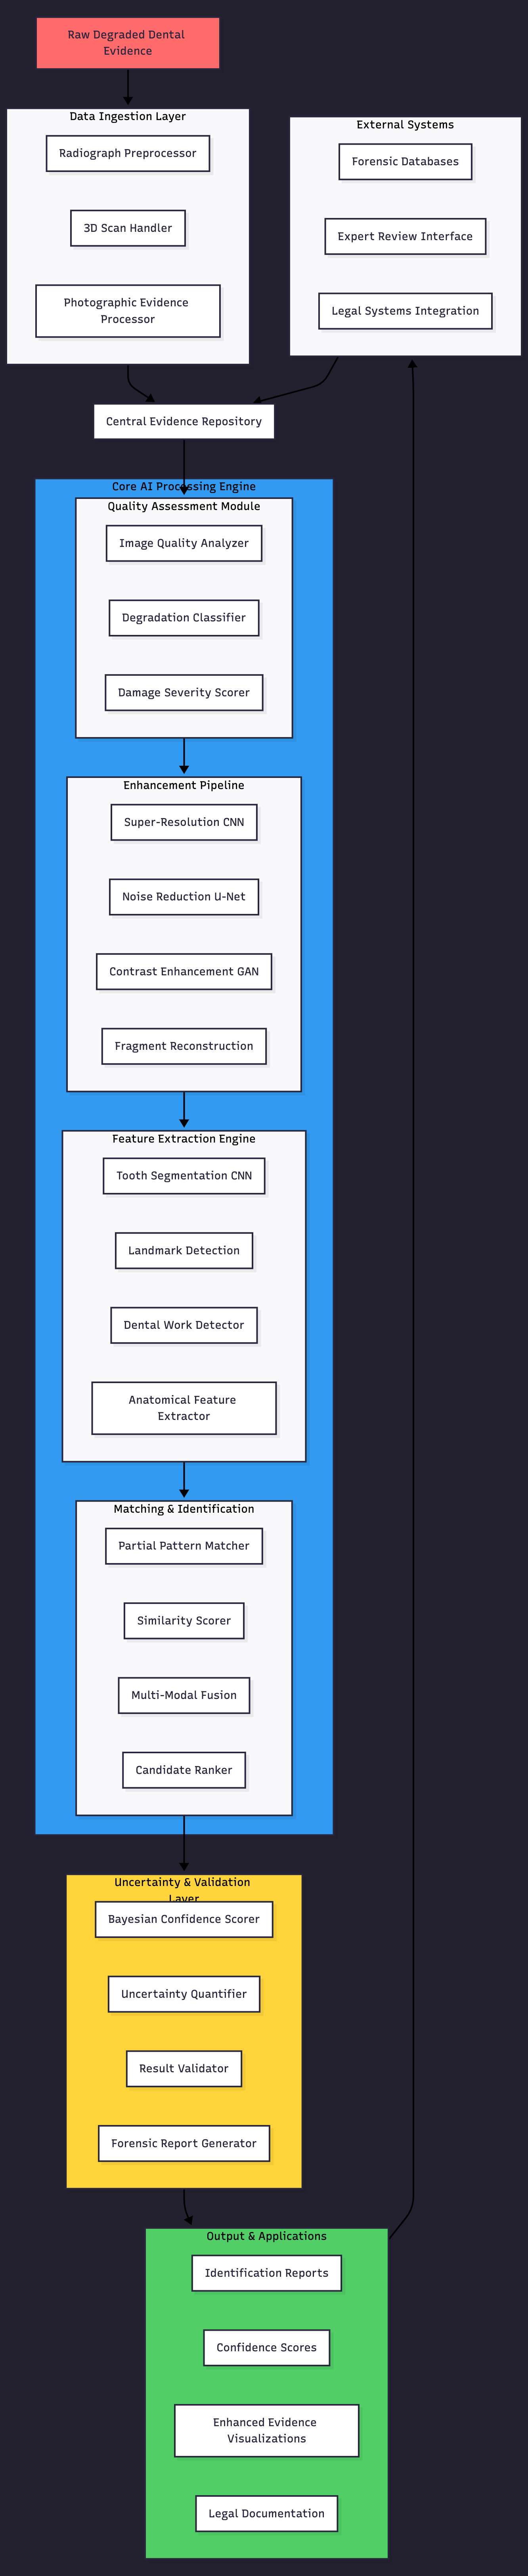 Raw Degraded Dental
Evidence
Data Ingestion Layer
Radiograph Preprocessor
3D Scan Handler
Photographic Evidence
Processor
External Systems
Forensic Databases
Expert Review Interface
Legal Systems Integration
Central Evidence Repository
Core AI Processing Engine
Quality Assessment Module
Image Quality Analyzer
Degradation Classifier
Damage Severity Scorer
Enhancement Pipeline
Super-Resolution CNN
Noise Reduction U-Net
Contrast Enhancement GAN
Fragment Reconstruction
Feature Extraction Engine
Tooth Segmentation CNN
Landmark Detection
Dental Work Detector
Anatomical Feature
Extractor
Matching & Identification
Partial Pattern Matcher
Similarity Scorer
Multi-Modal Fusion
Candidate Ranker
Uncertainty & Validation
Layer
Bayesian Confidence Scorer
Uncertainty Quantifier
Result Validator
Forensic Report Generator
Output & Applications
Identification Reports
Confidence Scores
Enhanced Evidence
Visualizations
Legal Documentation